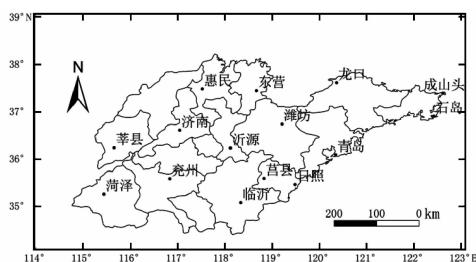 39°N
38°
37°
36°
35°
N
惠民
东营
龙口
成山头
石岛
济南
潍坊
莘县
沂源
青岛
菏泽
兖州
莒县
日照
临沂
200 100 0 km
114° 115° 116° 117° 118° 119° 120° 121° 122° 123°E